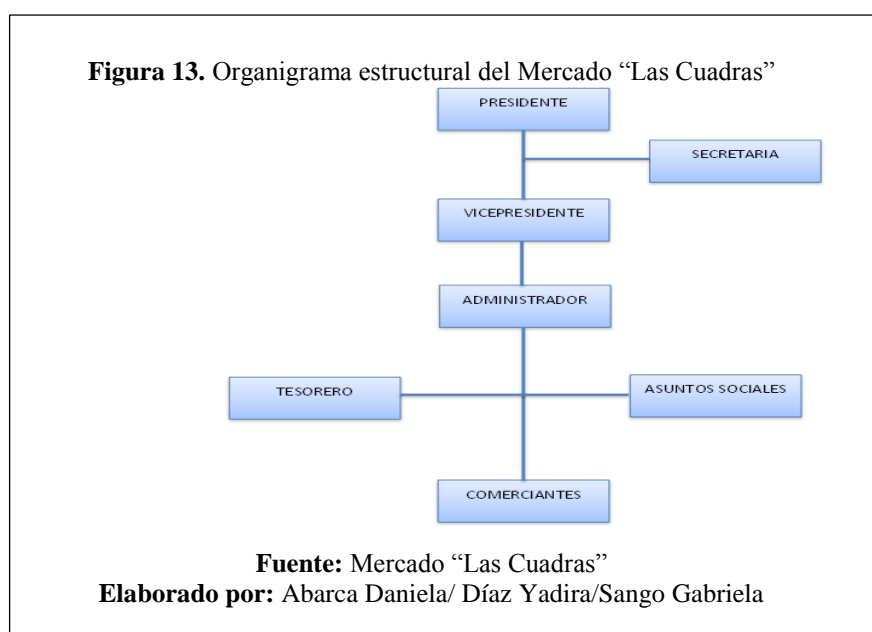 Figura 13. Organigrama estructural del Mercado “Las Cuadras”
PRESIDENTE
SECRETARIA
VICEPRESIDENTE
ADMINISTRADOR
TESORERO
ASUNTOS SOCIALES
COMERCIANTES
Fuente: Mercado “Las Cuadras”
Elaborado por: Abarca Daniela/ Díaz Yadira/Sango Gabriela